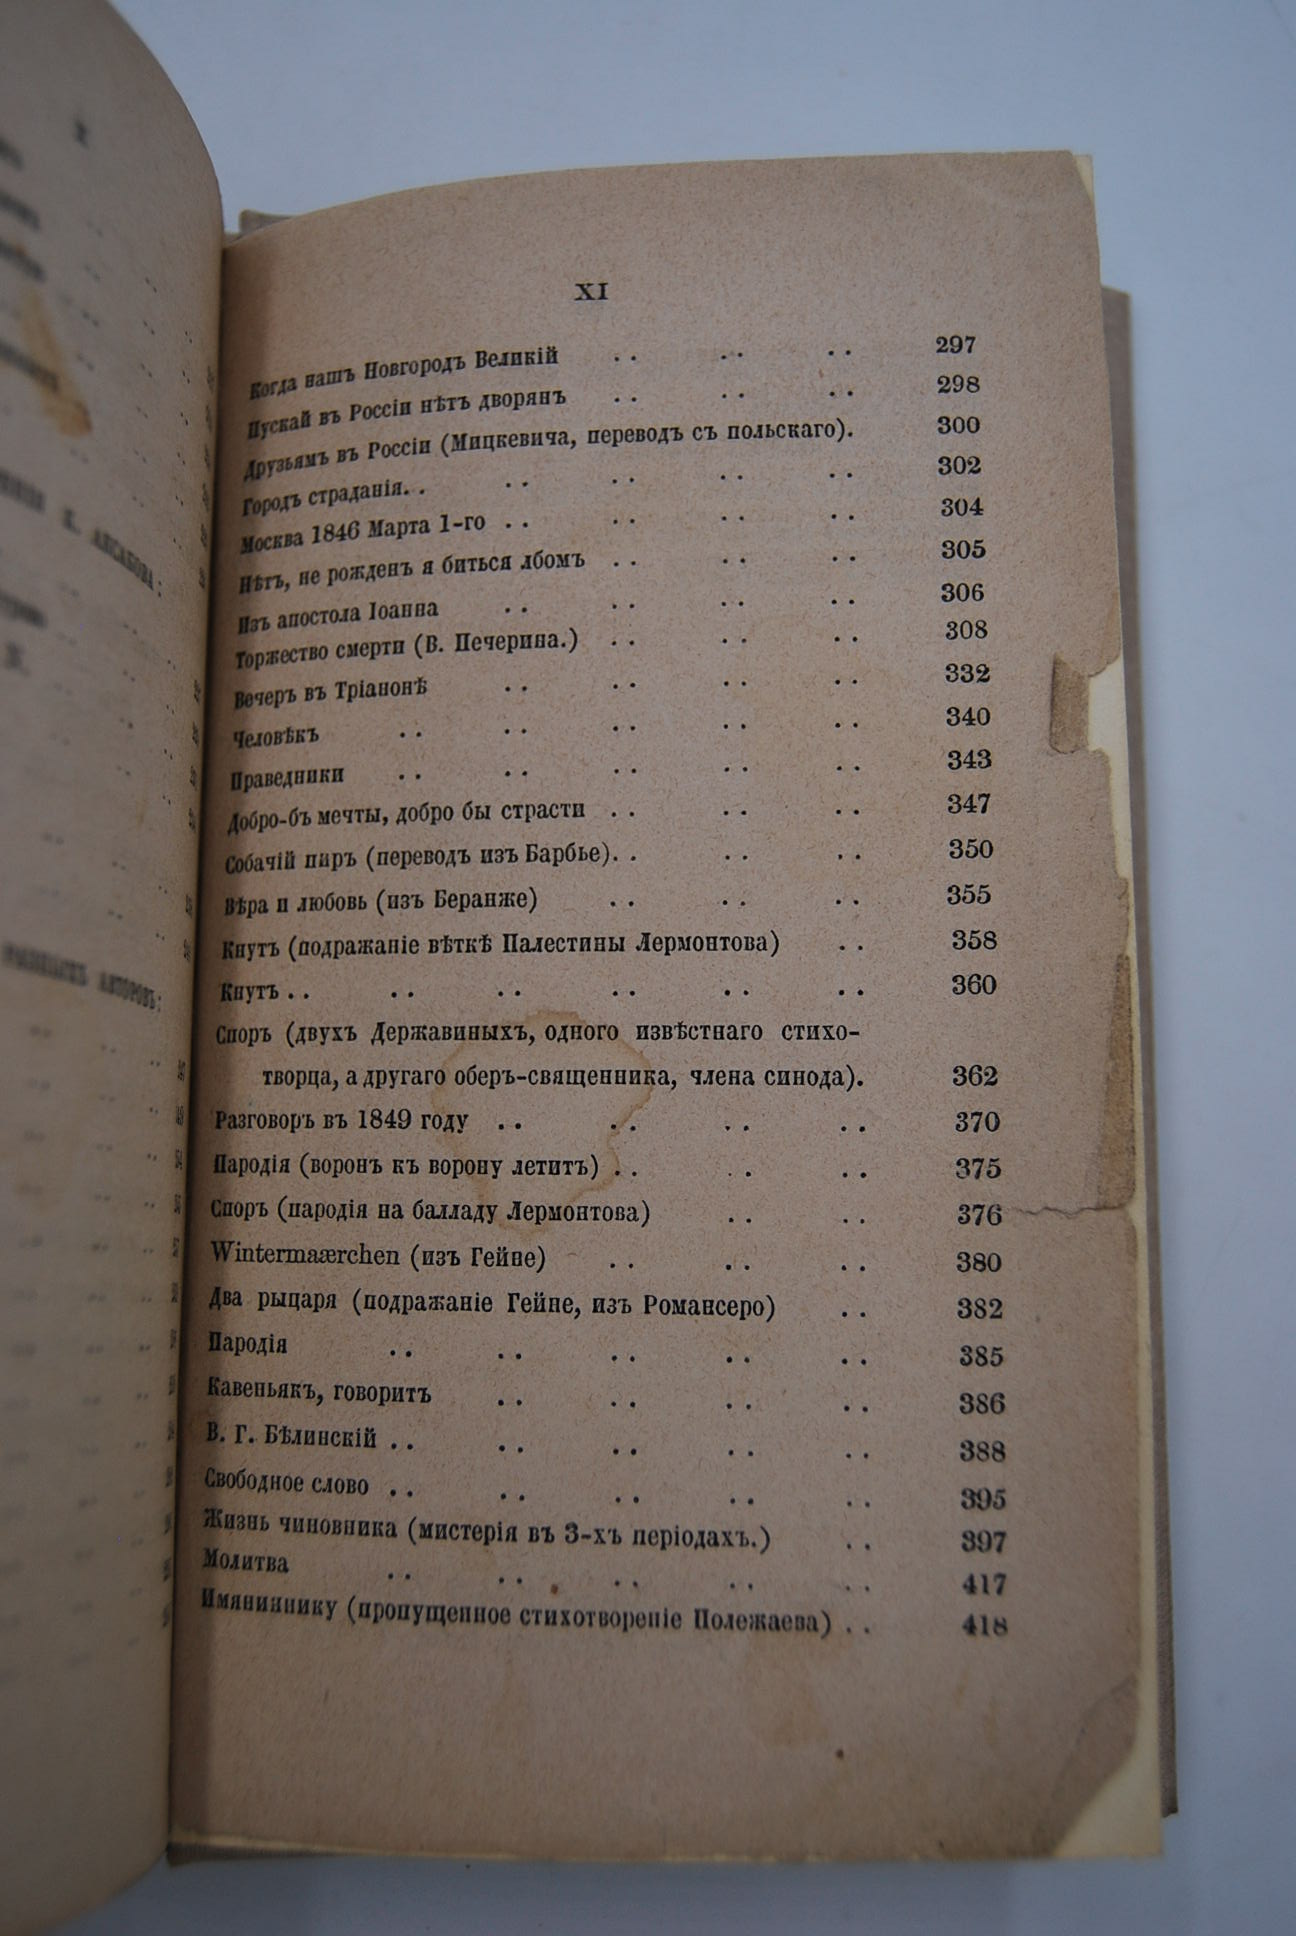 К. АКСАКОВА:
РАЗНЫХЪ АВТОРОВЪ:
XI
Когда нашъ Новгородъ Великій . . . . . . 297
Пускай въ Россіи нѣтъ дворянъ . . . . . . 298
Друзьямъ въ Россіи (Мицкевича, переводъ съ польскаго). 300
Городъ страданія. . . . . . . . . . 302
Москва 1846 Марта 1-го . . . . . . . . 304
Нѣтъ, не рожденъ я биться лбомъ . . . . . . 305
Изъ апостола Іоанна . . . . . . . . 306
Торжество смерти (В. Печерина.) . . . . . . 308
Вечеръ въ Тріанонѣ . . . . . . . . 332
Человѣкъ . . . . . . . . . . 340
Праведники . . . . . . . . . . 343
Добро-бъ мечты, добро бы страсти . . . . . . 347
Собачій пиръ (переводъ изъ Барбье). . . . . . 350
Вѣра и любовь (изъ Беранже) . . . . . . 355
Кнутъ (подражаніе вѣткѣ Палестины Лермонтова) . . 358
Кнутъ . . . . . . . . . . . . 360
Споръ (двухъ Державиныхъ, одного извѣстнаго стихо-
творца, а другаго оберъ-священника, члена синода). 362
Разговоръ въ 1849 году . . . . . . . . 370
Пародія (воронъ къ ворону летитъ) . . . . . 375
Споръ (пародія на балладу Лермонтова) . . . . 376
Wintermaærchen (изъ Гейне) . . . . . . 380
Два рыцаря (подражаніе Гейне, изъ Романсеро) . . 382
Пародія . . . . . . . . . . 385
Кавеньякъ, говоритъ . . . . . . . . 386
В. Г. Бѣлинскій . . . . . . . . . . 388
Свободное слово . . . . . . . . . . 395
Жизнь чиновника (мистерія въ 3-хъ періодахъ.) . . 397
Молитва . . . . . . . . . . 417
Имянинику (пропущенное стихотвореніе Полежаева) . . 418